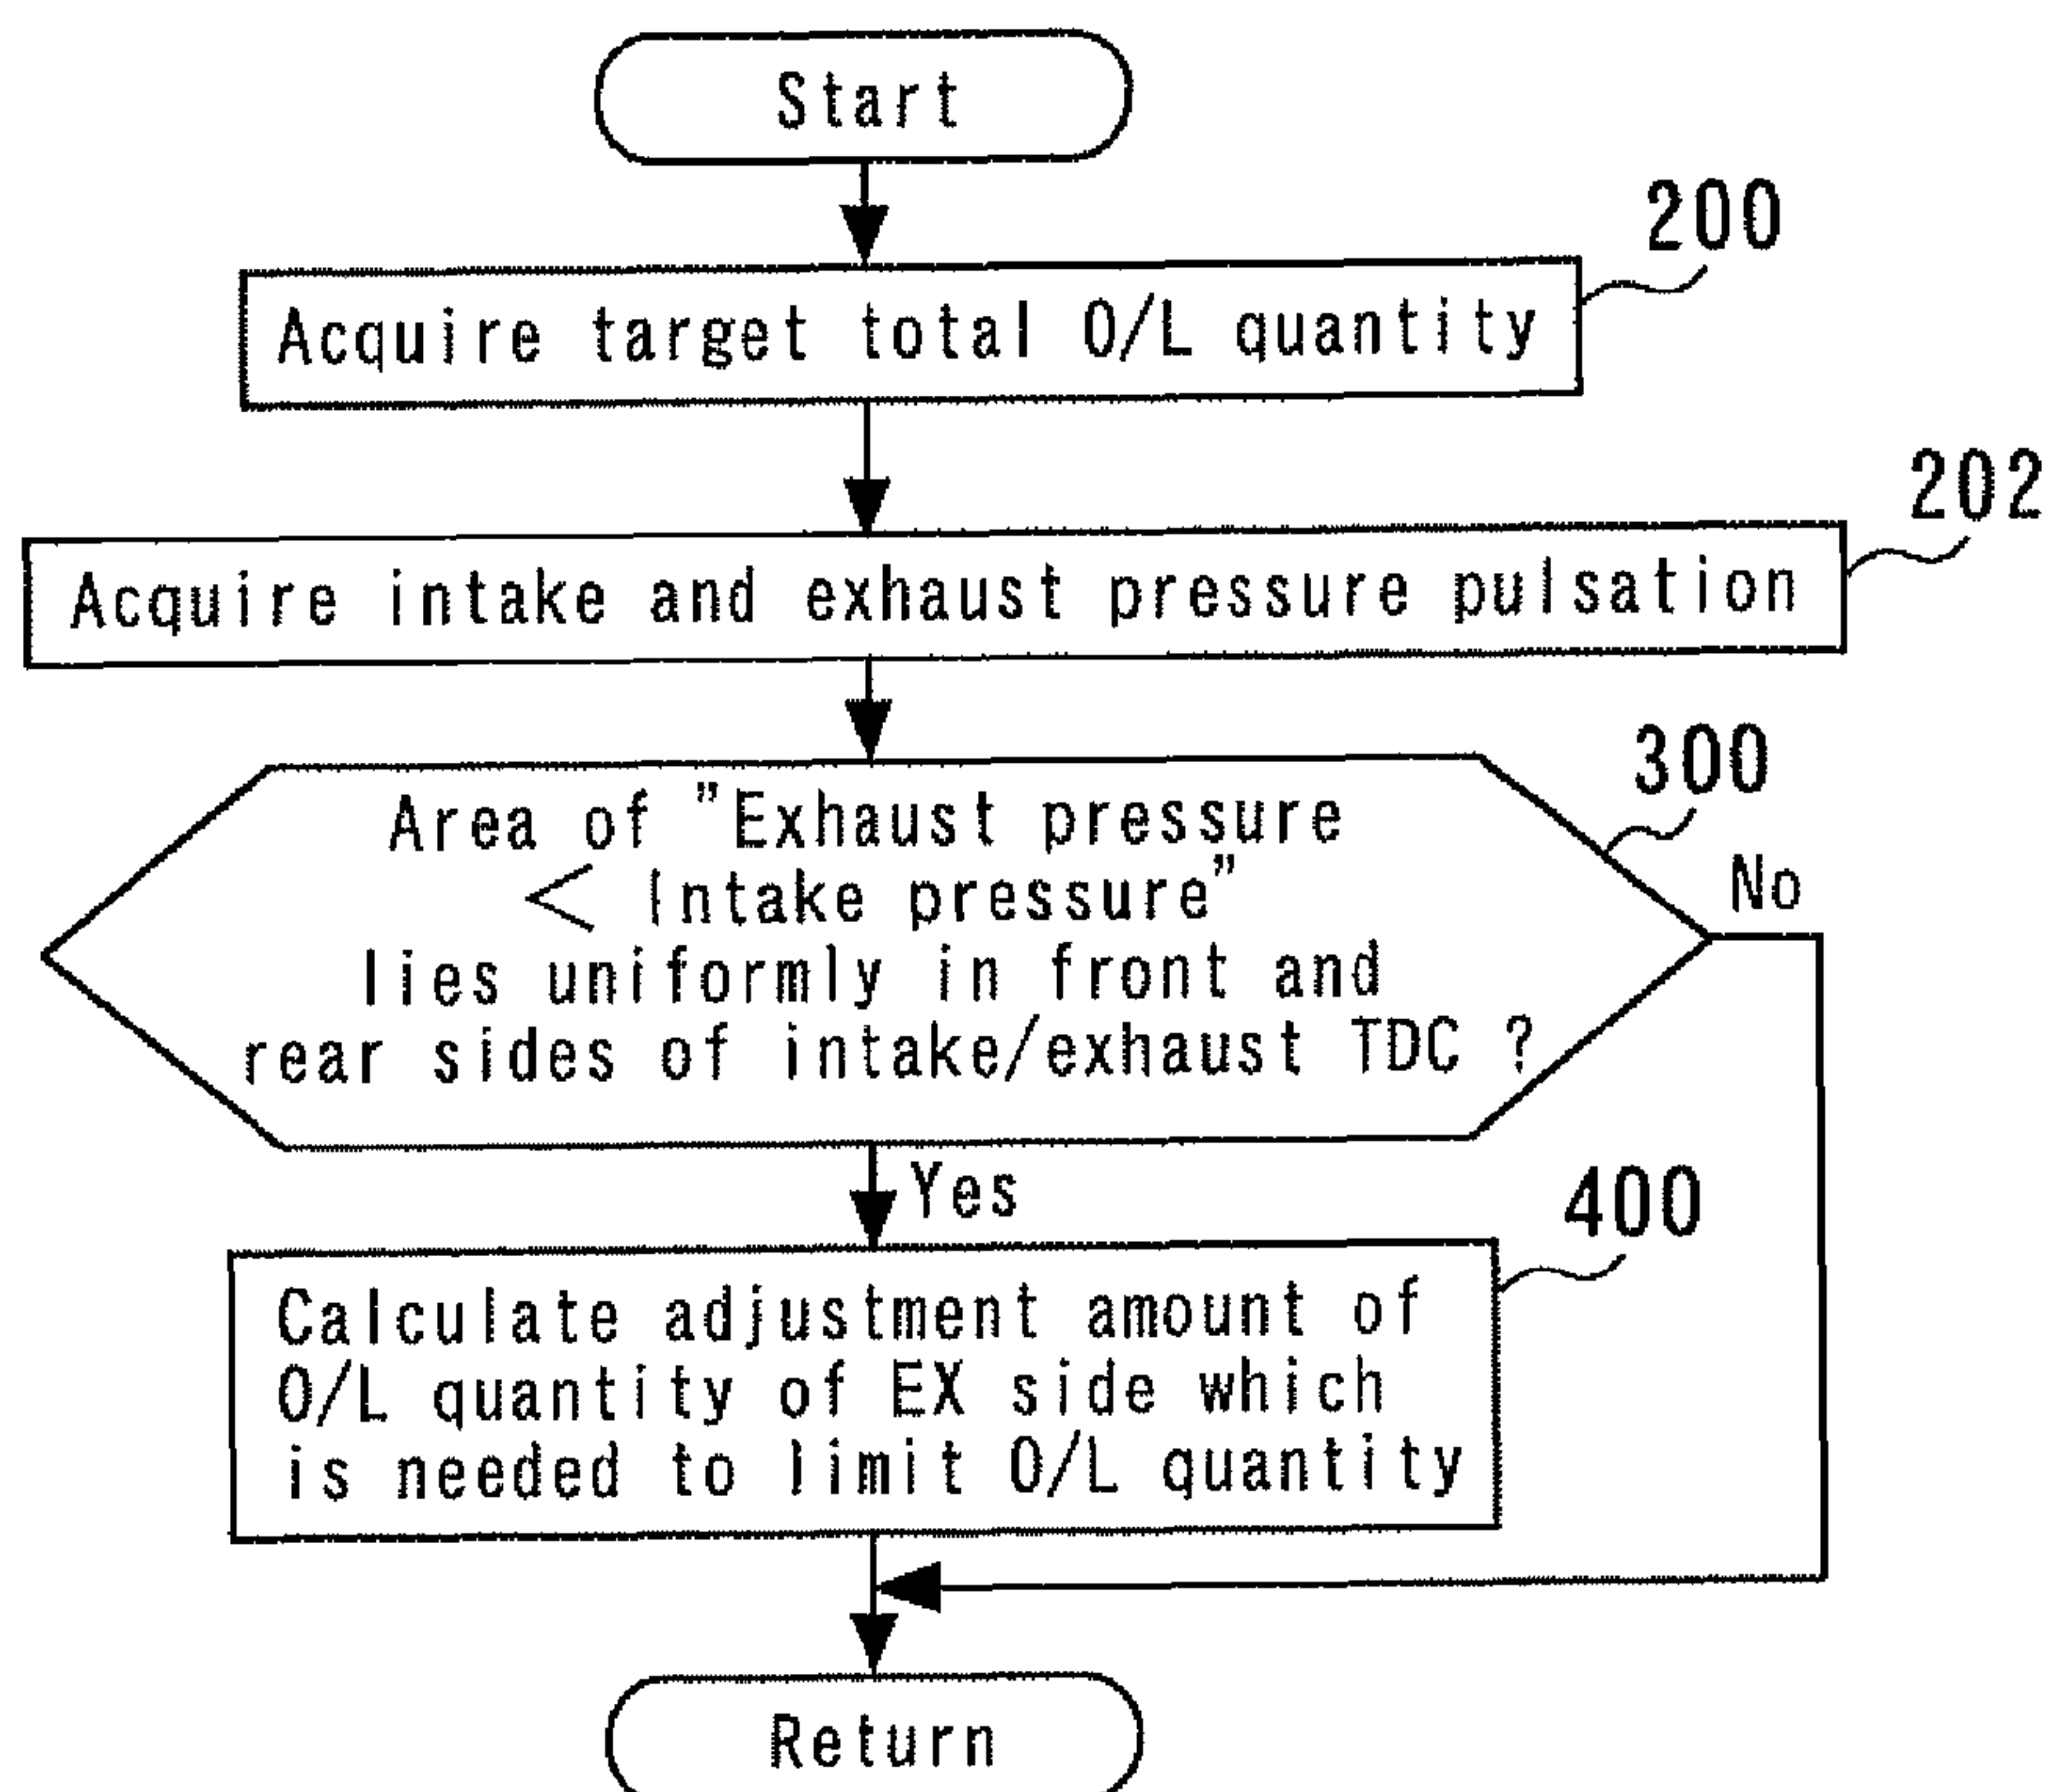 Start
200
Acquire target total O/L quantity
202
Acquire intake and exhaust pressure pulsation
300
Area of "Exhaust pressure
< Intake pressure"
lies uniformly in front and
rear sides of intake/exhaust TDC ?
No
Yes
400
Calculate adjustment amount of
O/L quantity of EX side which
is needed to limit O/L quantity
Return